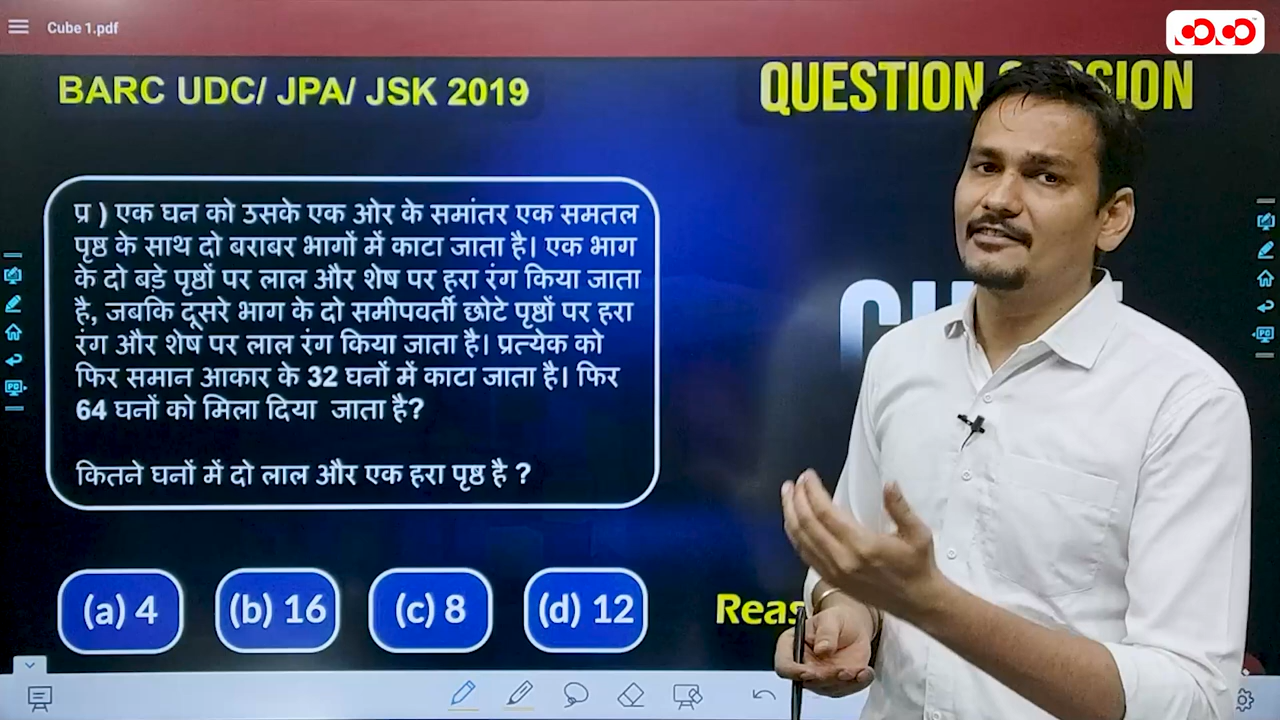 Cube 1.pdf
BARC UDC/ JPA/ JSK 2019
QUESTION
प्र ) एक घन को उसके एक ओर के समांतर एक समतल
पृष्ठ के साथ दो बराबर भागों में काटा जाता है। एक भाग
के दो बड़े पृष्ठों पर लाल और शेष पर हरा रंग किया जाता
है, जबकि दूसरे भाग के दो समीपवर्ती छोटे पृष्ठों पर हरा
रंग और शेष पर लाल रंग किया जाता है। प्रत्येक को
फिर समान आकार के 32 घनों में काटा जाता है। फिर
64 घनों को मिला दिया जाता है?
कितने घनों में दो लाल और एक हरा पृष्ठ है ?
(a) 4
(b) 16
(c) 8
(d) 12